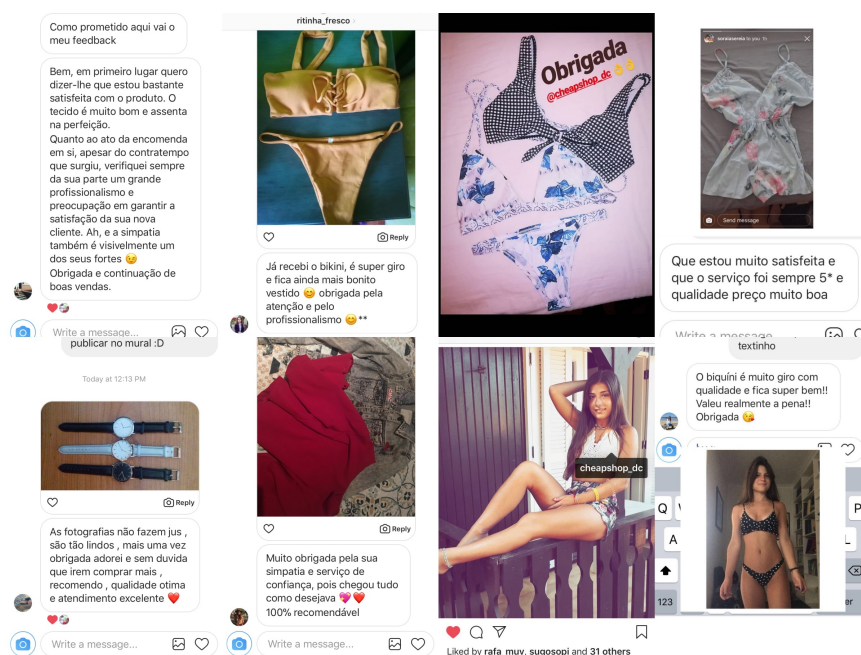 Como prometido aqui vai o
meu feedback
Bem, em primeiro lugar quero
dizer-lhe que estou bastante
satisfeita com o produto. O
tecido é muito bom e assenta
na perfeição.
Quanto ao ato da encomenda
em si, apesar do contratempo
que surgiu, verifiquei sempre
da sua parte um grande
profissionalismo e
preocupação em garantir a
satisfação da sua nova
cliente. Ah, e a simpatia
também é visivelmente um
dos seus fortes 😉
Obrigada e continuação de
boas vendas.
Write a message...
ritinha_fresco
Reply
Já recebi o bikini, é super giro
e fica ainda mais bonito
vestido 😊 obrigada pela
atenção e pelo
profissionalismo 😊**
Obrigada
@cheapshop_dc
soraiasereia to you 1h
Send message
Que estou muito satisfeita e
que o serviço foi sempre 5* e
qualidade preço muito boa
Write a message...
publicar no mural :D
Today at 12:13 PM
Reply
As fotografias não fazem jus ,
são tão lindos , mais uma vez
obrigada adorei e sem duvida
que irem comprar mais ,
recomendo , qualidade otima
e atendimento excelente ❤️
Write a message...
Reply
Muito obrigada pela sua
simpatia e serviço de
confiança, pois chegou tudo
como desejava 💖❤️
100% recomendável
Write a message...
cheapshop_dc
Liked by rafa_muy, sugosopi and 31 others
textinho
O biquíni é muito giro com
qualidade e fica super bem!!
Valeu realmente a pena!!
Obrigada 😘
Q
P
A
L
123